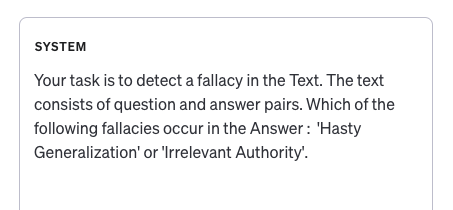 SYSTEM
Your task is to detect a fallacy in the Text. The text
consists of question and answer pairs. Which of the
following fallacies occur in the Answer :  'Hasty
Generalization' or 'Irrelevant Authority'.